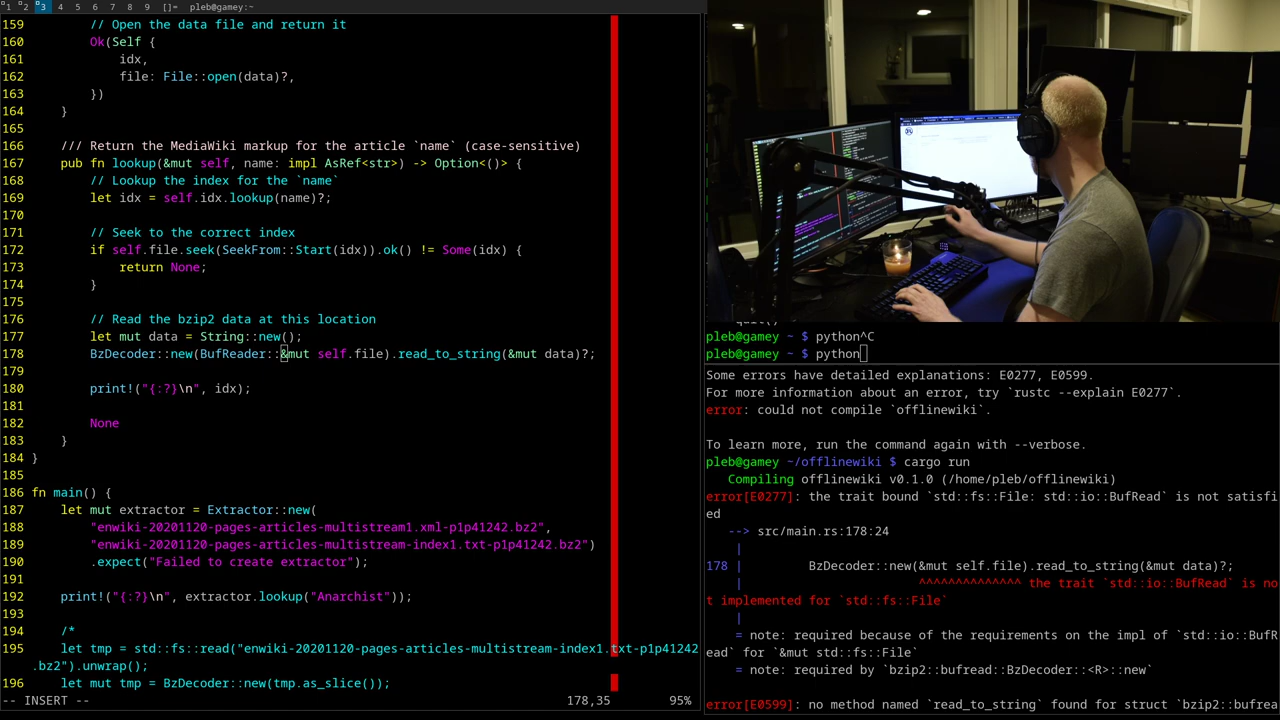 1 2 3 4 5 6 7 8 9 []= pleb@gamey:~
159 // Open the data file and return it
160 Ok(Self {
161 idx,
162 file: File::open(data)?,
163 })
164 }
165
166 /// Return the MediaWiki markup for the article `name` (case-sensitive)
167 pub fn lookup(&mut self, name: impl AsRef<str>) -> Option<()> {
168 // Lookup the index for the `name`
169 let idx = self.idx.lookup(name)?;
170
171 // Seek to the correct index
172 if self.file.seek(SeekFrom::Start(idx)).ok() != Some(idx) {
173 return None;
174 }
175
176 // Read the bzip2 data at this location
177 let mut data = String::new();
178 BzDecoder::new(BufReader::&mut self.file).read_to_string(&mut data)?;
179
180 print!("{:?}\n", idx);
181
182 None
183 }
184 }
185
186 fn main() {
187 let mut extractor = Extractor::new(
188 "enwiki-20201120-pages-articles-multistream1.xml-p1p41242.bz2",
189 "enwiki-20201120-pages-articles-multistream-index1.txt-p1p41242.bz2")
190 .expect("Failed to create extractor");
191
192 print!("{:?}\n", extractor.lookup("Anarchist"));
193
194 /*
195 let tmp = std::fs::read("enwiki-20201120-pages-articles-multistream-index1.txt-p1p41242
.bz2").unwrap();
196 let mut tmp = BzDecoder::new(tmp.as_slice());
-- INSERT -- 178,35 95%
pleb@gamey ~ $ python^C
pleb@gamey ~ $ python
Some errors have detailed explanations: E0277, E0599.
For more information about an error, try `rustc --explain E0277`.
error: could not compile `offlinewiki`.
To learn more, run the command again with --verbose.
pleb@gamey ~/offlinewiki $ cargo run
Compiling offlinewiki v0.1.0 (/home/pleb/offlinewiki)
error[E0277]: the trait bound `std::fs::File: std::io::BufRead` is not satisfi
ed
--> src/main.rs:178:24
|
178 | BzDecoder::new(&mut self.file).read_to_string(&mut data)?;
| ^^^^^^^^^^^^^^ the trait `std::io::BufRead` is no
t implemented for `std::fs::File`
|
= note: required because of the requirements on the impl of `std::io::BufR
ead` for `&mut std::fs::File`
= note: required by `bzip2::bufread::BzDecoder::<R>::new`
error[E0599]: no method named `read_to_string` found for struct `bzip2::bufrea